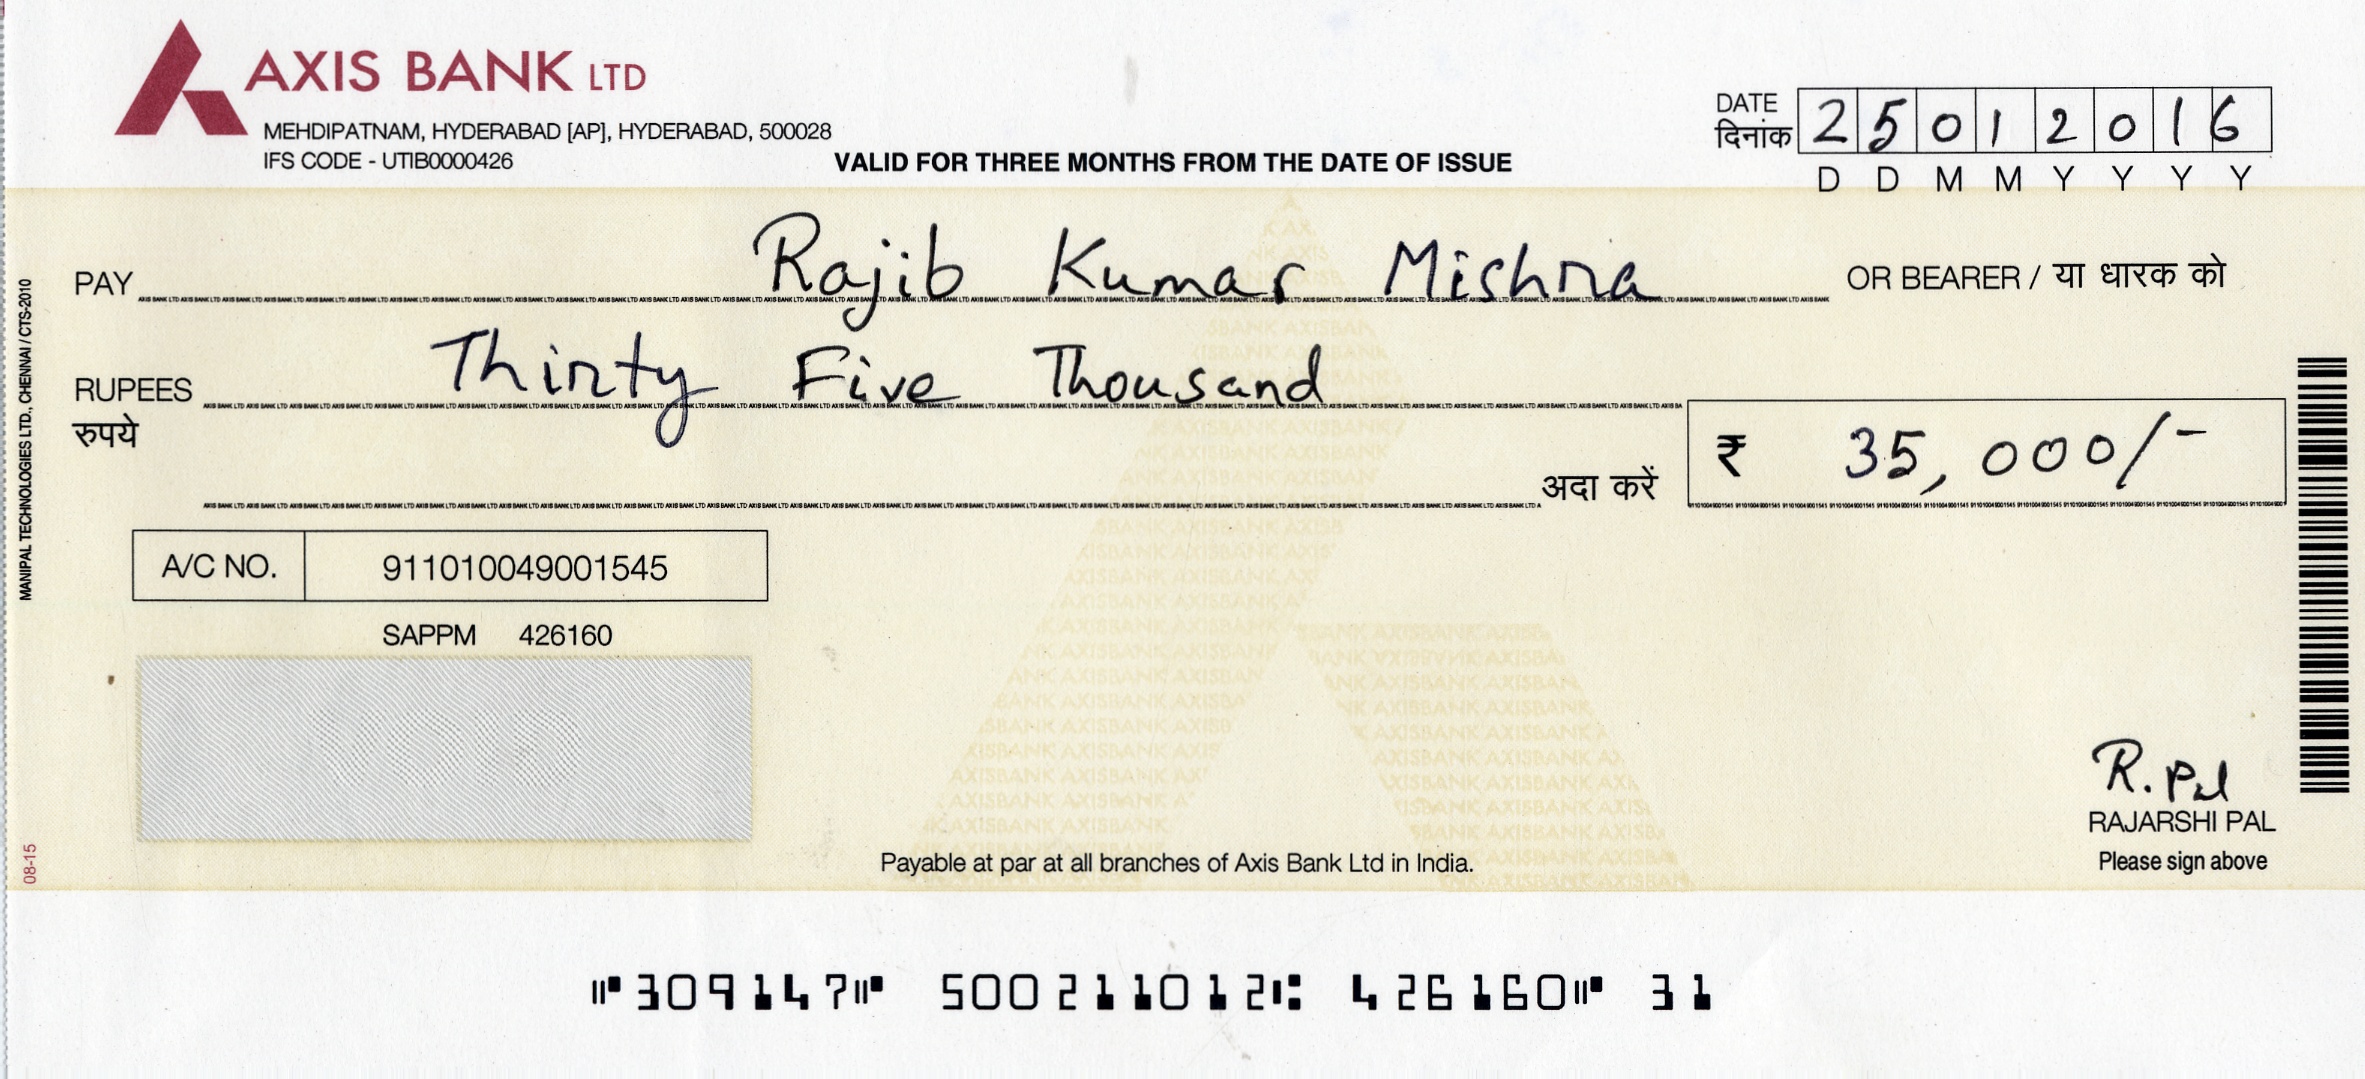 AXIS BANK LTD
MEHDIPATNAM, HYDERABAD [AP], HYDERABAD, 500028
IFS CODE - UTIB0000426
VALID FOR THREE MONTHS FROM THE DATE OF ISSUE
DATE 25012016
दिनांक
D D M M Y Y Y Y
PAY Rajib Kumar Mishra OR BEARER / या धारक को
RUPEES Thirty Five Thousand
रुपये
अदा करें ₹ 35,000/-
A/C NO. 911010049001545
SAPPM 426160
VOID
R. Pal
RAJARSHI PAL
Please sign above
Payable at par at all branches of Axis Bank Ltd in India.
MANIPAL TECHNOLOGIES LTD., CHENNAI / CTS-2010
08-15
⑈309147⑈ 500211012⑆ 426160⑈ 31